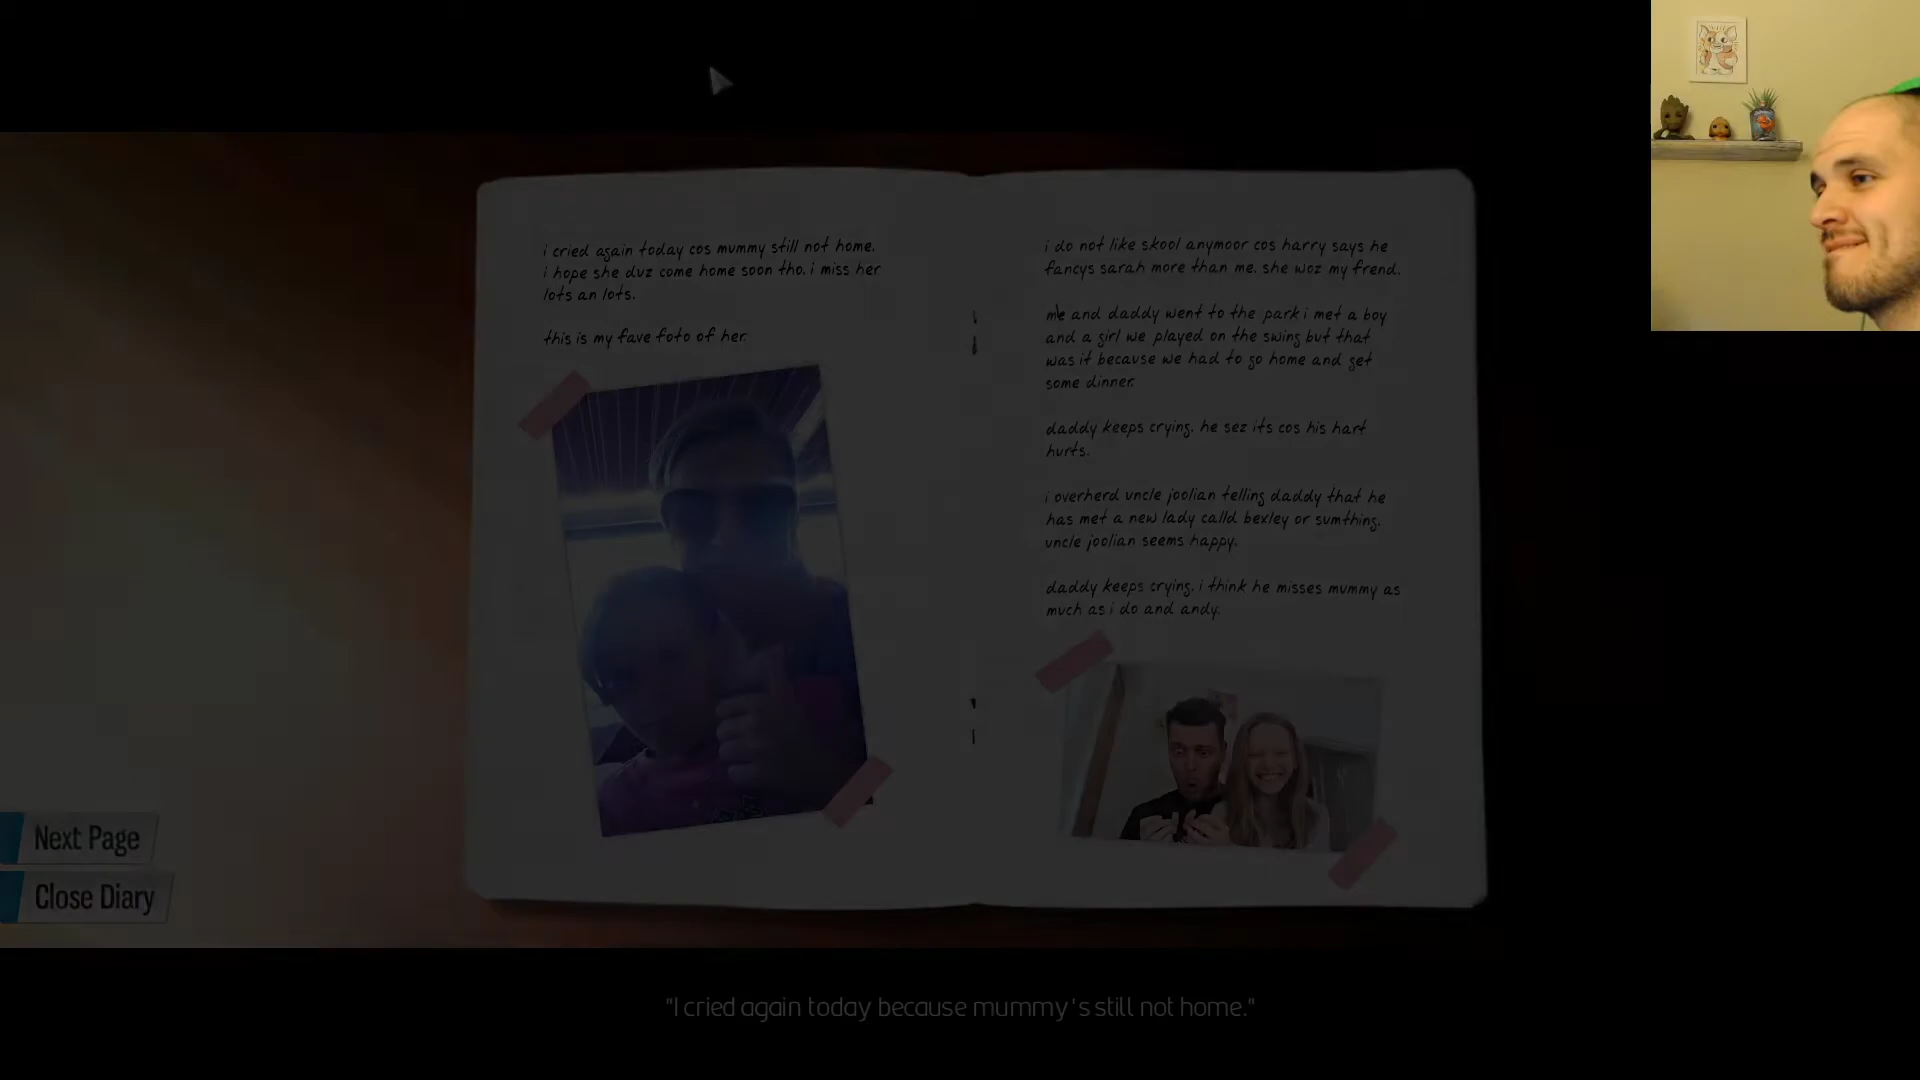 i cried again today cos mummy still not home.
i hope she duz come home soon tho. i miss her
lots an lots.
this is my fave foto of her.
i do not like skool anymoor cos harry says he
fancys sarah more than me. she woz my frend.
me and daddy went to the park i met a boy
and a girl we played on the swing but that
was it because we had to go home and get
some dinner.
daddy keeps crying. he sez its cos his hart
hurts.
i overherd uncle joolian telling daddy that he
has met a new lady calld bexley or sumthing.
uncle joolian seems happy.
daddy keeps crying. i think he misses mummy as
much as i do and andy.
Next Page
Close Diary
"I cried again today because mummy's still not home."